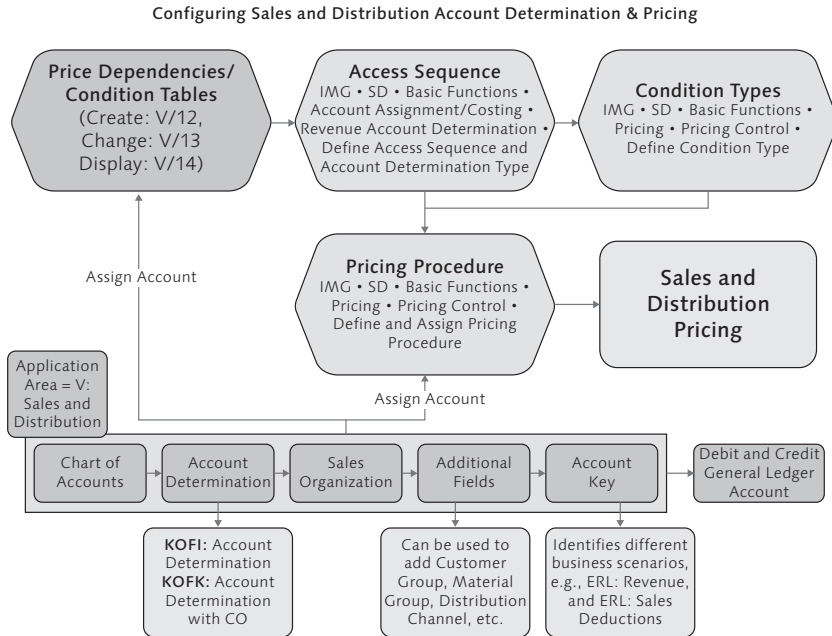 Configuring Sales and Distribution Account Determination & Pricing
Price Dependencies/
Condition Tables
(Create: V/12,
Change: V/13
Display: V/14)
Access Sequence
IMG • SD • Basic Functions •
Account Assignment/Costing •
Revenue Account Determination •
Define Access Sequence and
Account Determination Type
Condition Types
IMG • SD • Basic Functions •
Pricing • Pricing Control •
Define Condition Type
Assign Account
Pricing Procedure
IMG • SD • Basic Functions •
Pricing • Pricing Control •
Define and Assign Pricing
Procedure
Sales and
Distribution
Pricing
Application
Area = V:
Sales and
Distribution
Assign Account
Chart of
Accounts
Account
Determination
Sales
Organization
Additional
Fields
Account
Key
Debit and Credit
General Ledger
Account
KOFI: Account
Determination
KOFK: Account
Determination
with CO
Can be used to
add Customer
Group, Material
Group, Distribution
Channel, etc.
Identifies different
business scenarios,
e.g., ERL: Revenue,
and ERL: Sales
Deductions